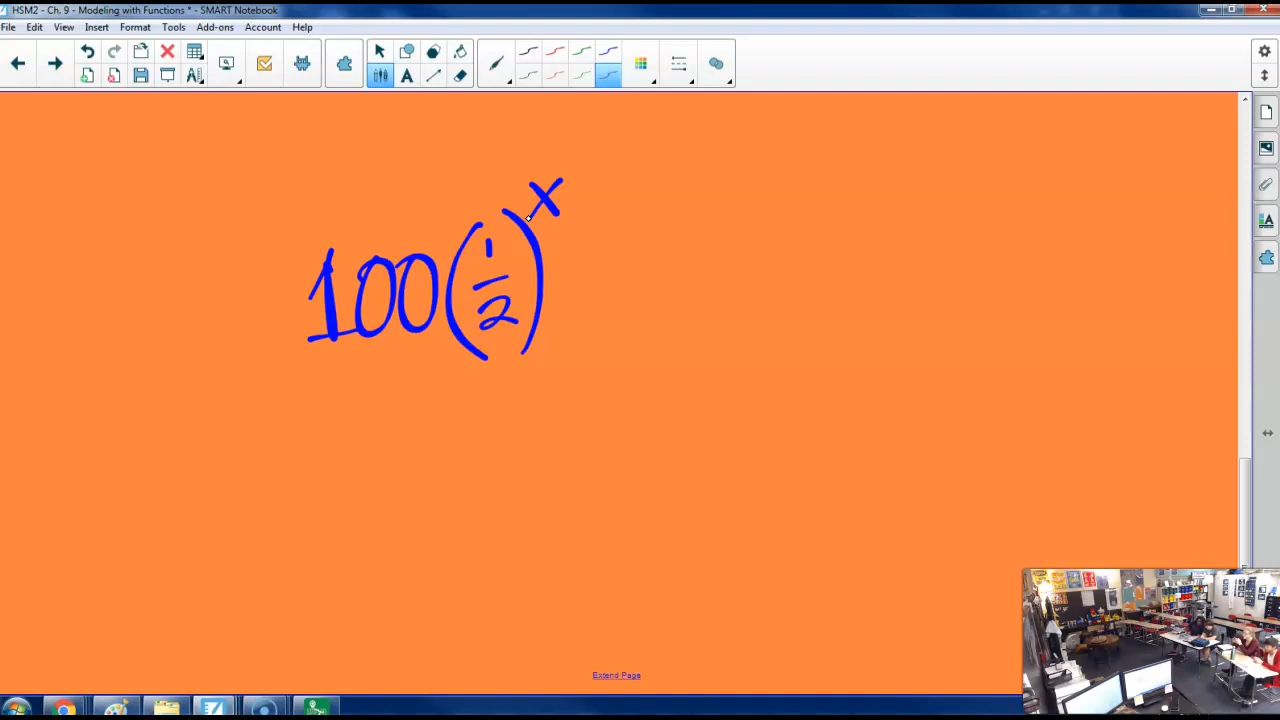 HSM2 - Ch. 9 - Modeling with Functions * - SMART Notebook
File Edit View Insert Format Tools Add-ons Account Help
100(1/2)^x
Extend Page